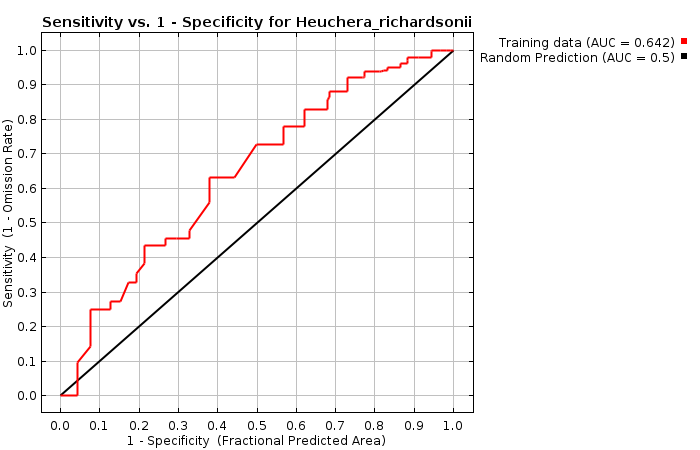 Sensitivity vs. 1 - Specificity for Heuchera_richardsonii
Training data (AUC = 0.642)
Random Prediction (AUC = 0.5)
Sensitivity (1 - Omission Rate)
1.0
0.9
0.8
0.7
0.6
0.5
0.4
0.3
0.2
0.1
0.0
0.0 0.1 0.2 0.3 0.4 0.5 0.6 0.7 0.8 0.9 1.0
1 - Specificity (Fractional Predicted Area)